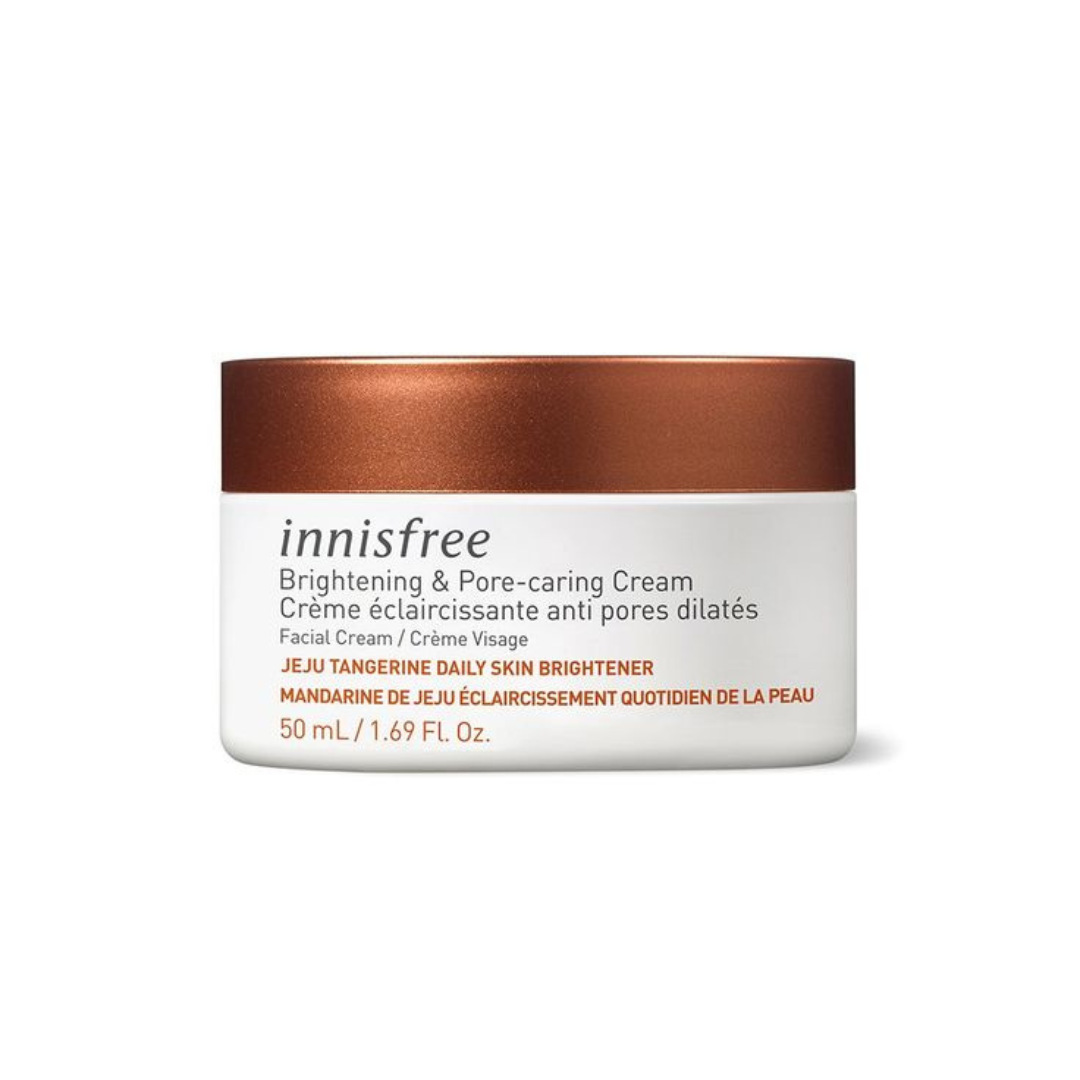 innisfree
Brightening & Pore-caring Cream
Crème éclaircissante anti pores dilatés
Facial Cream / Crème Visage
JEJU TANGERINE DAILY SKIN BRIGHTENER
MANDARINE DE JEJU ÉCLAIRCISSEMENT QUOTIDIEN DE LA PEAU
50 mL / 1.69 Fl. Oz.